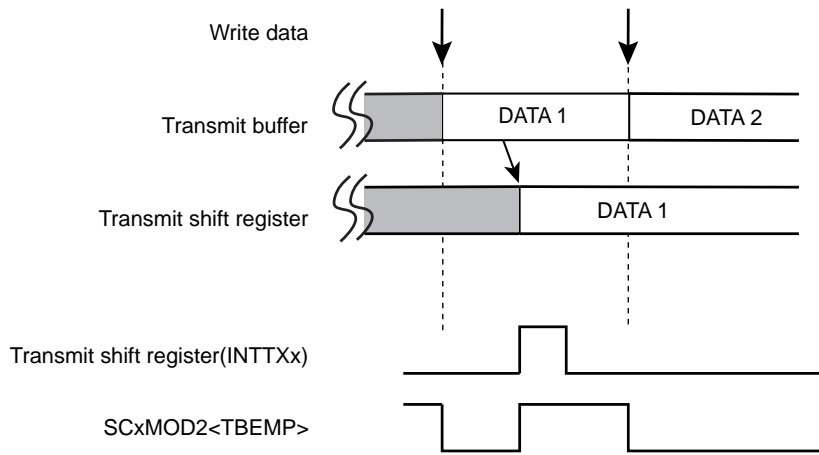 Write data
Transmit buffer
DATA 1
DATA 2
Transmit shift register
DATA 1
Transmit shift register(INTTXx)
SCxMOD2<TBEMP>